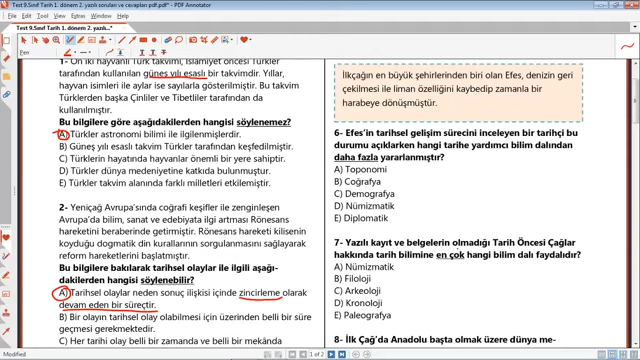 Test 9.Sınıf Tarih 1. dönem 2. yazılı soruları ve cevapları pdf.pdf* - PDF Annotator
File Edit Tool Insert View Extras Help
Test 9.Sınıf Tarih 1. dönem 2. yazılı...* ×
Pen
1- On iki hayvanlı Türk takvimi, İslamiyet öncesi Türkler
tarafından kullanılan güneş yılı esaslı bir takvimdir. Yıllar,
hayvan isimleri ile aylar ise sayılarla gösterilmiştir. Bu takvim
Türklerden başka Çinliler ve Tibetliler tarafından da
kullanılmıştır.
Bu bilgilere göre aşağıdakilerden hangisi söylenemez?
A) Türkler astronomi bilimi ile ilgilenmişlerdir.
B) Güneş yılı esaslı takvim Türkler tarafından keşfedilmiştir.
C) Türklerin hayatında hayvanlar önemli bir yere sahiptir.
D) Türkler dünya medeniyetine katkıda bulunmuştur.
E) Türkler takvim alanında farklı milletleri etkilemiştir.
2- Yeniçağ Avrupa'sında coğrafi keşifler ile zenginleşen
Avrupa'da bilim, sanat ve edebiyata ilgi artması Rönesans
hareketini beraberinde getirmiştir. Rönesans hareketi kilisenin
koyduğu dogmatik din kurallarının sorgulanmasını sağlayarak
reform hareketlerini başlatmıştır.
Bu bilgilere bakılarak tarihsel olaylar ile ilgili aşağı-
dakilerden hangisi söylenebilir?
A) Tarihsel olaylar neden sonuç ilişkisi içinde zincirleme olarak
devam eden bir süreçtir.
B) Bir olayın tarihsel olay olabilmesi için üzerinden belli bir süre
geçmesi gerekmektedir.
C) Her tarihi olay belli bir zamanda ve belli bir mekânda
İlkçağın en büyük şehirlerinden biri olan Efes, denizin geri
çekilmesi ile liman özelliğini kaybedip zamanla bir
harabeye dönüşmüştür.
6- Efes'in tarihsel gelişim sürecini inceleyen bir tarihçi bu
durumu açıklarken hangi tarihe yardımcı bilim dalından
daha fazla yararlanmıştır?
A) Toponomi
B) Coğrafya
C) Demografya
D) Nümizmatik
E) Diplomatik
7- Yazılı kayıt ve belgelerin olmadığı Tarih Öncesi Çağlar
hakkında tarih bilimine en çok hangi bilim dalı faydalıdır?
A) Nümizmatik
B) Filoloji
C) Arkeoloji
D) Kronoloji
E) Paleografya
8- İlk Çağ'da Anadolu başta olmak üzere dünya me-
Modified
1 of 2